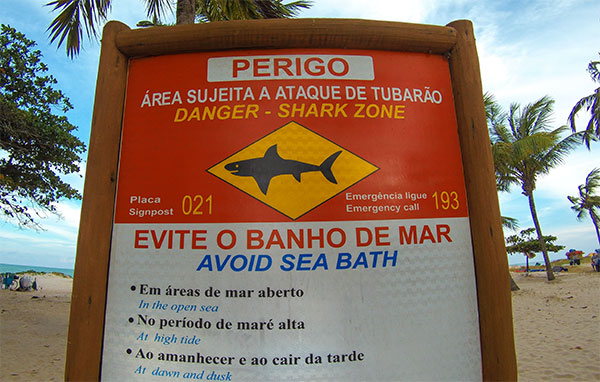 PERIGO
ÁREA SUJEITA A ATAQUE DE TUBARÃO
DANGER - SHARK ZONE
Placa
Signpost 021
Emergência ligue
Emergency call 193
EVITE O BANHO DE MAR
AVOID SEA BATH
• Em áreas de mar aberto
In the open sea
• No período de maré alta
At high tide
• Ao amanhecer e ao cair da tarde
At dawn and dusk